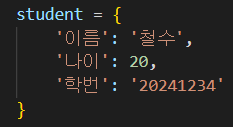 student = {
    '이름': '철수',
    '나이': 20,
    '학번': '20241234'
}